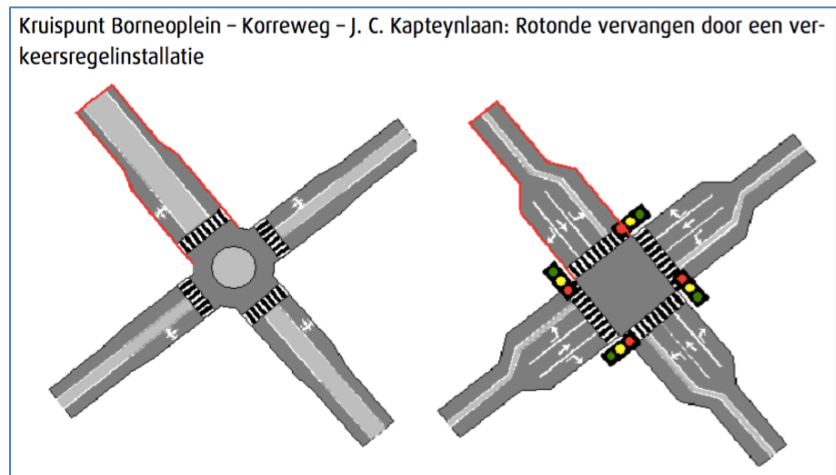 Kruispunt Borneoplein – Korreweg – J. C. Kapteynlaan: Rotonde vervangen door een ver-
keersregelinstallatie